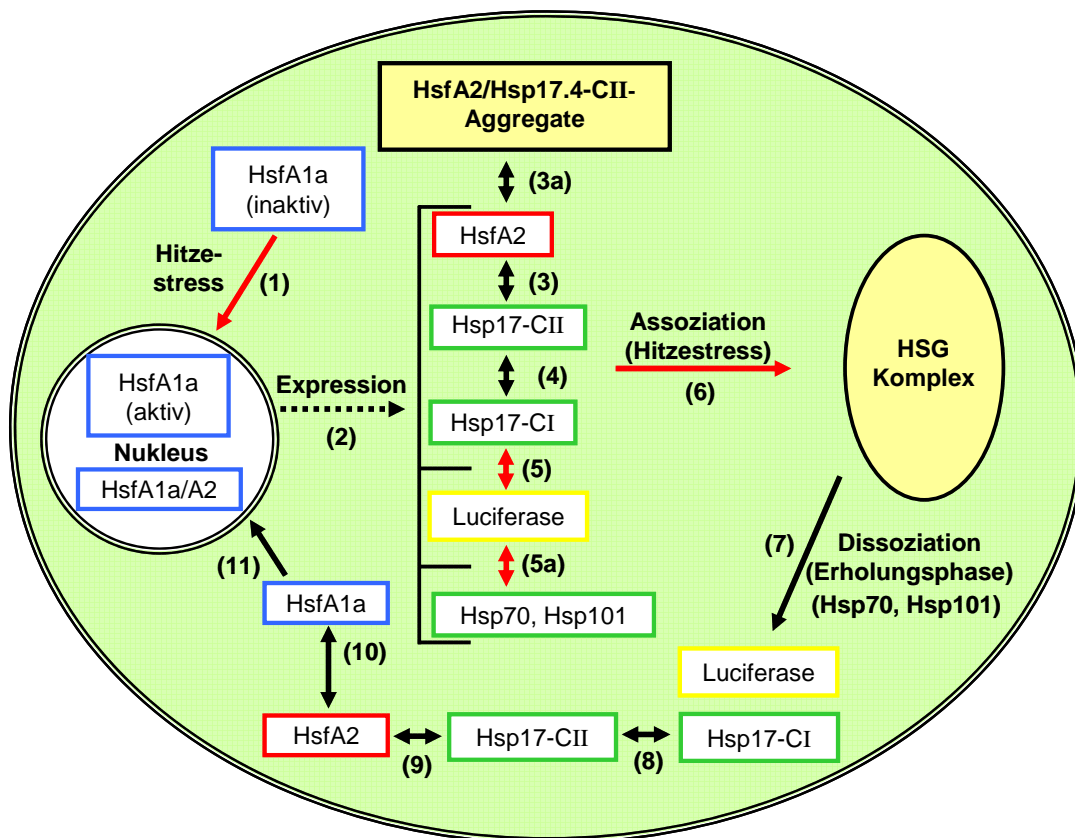 HsfA2/Hsp17.4-CII-
Aggregate
(3a)
HsfA1a
(inaktiv)
Hitze-
stress
(1)
HsfA2
(3)
Hsp17-CII
(4)
Hsp17-CI
(5)
Luciferase
(5a)
Hsp70, Hsp101
Assoziation
(Hitzestress)
(6)
HSG
Komplex
HsfA1a
(aktiv)
Nukleus
HsfA1a/A2
Expression
(2)
(7)
Dissoziation
(Erholungsphase)
(Hsp70, Hsp101)
(11)
HsfA1a
(10)
Luciferase
HsfA2
(9)
Hsp17-CII
(8)
Hsp17-CI